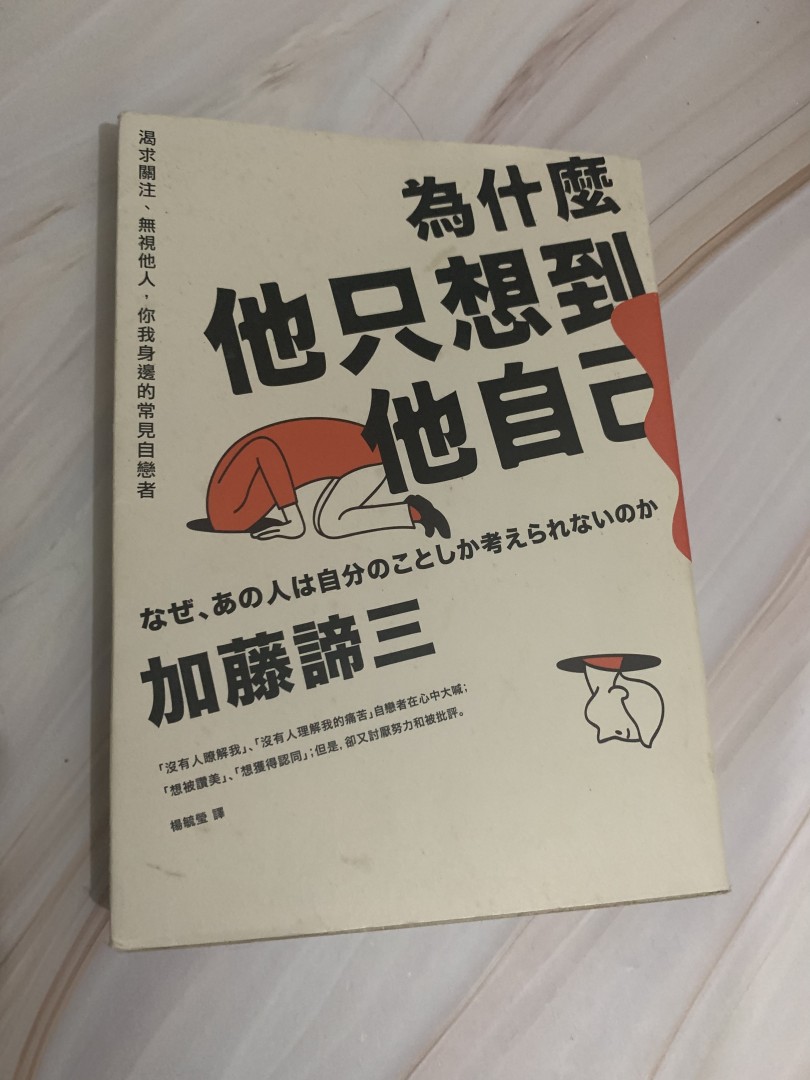 渴求關注、無視他人，你我身邊的常見自戀者
為什麼
他只想到
他自己
なぜ、あの人は自分のことしか考えられないのか
加藤諦三
「沒有人瞭解我」、「沒有人理解我的痛苦」自戀者在心中大喊；
「想被讚美」、「想獲得認同」；但是，卻又討厭努力和被批評。
楊毓瑩 譯